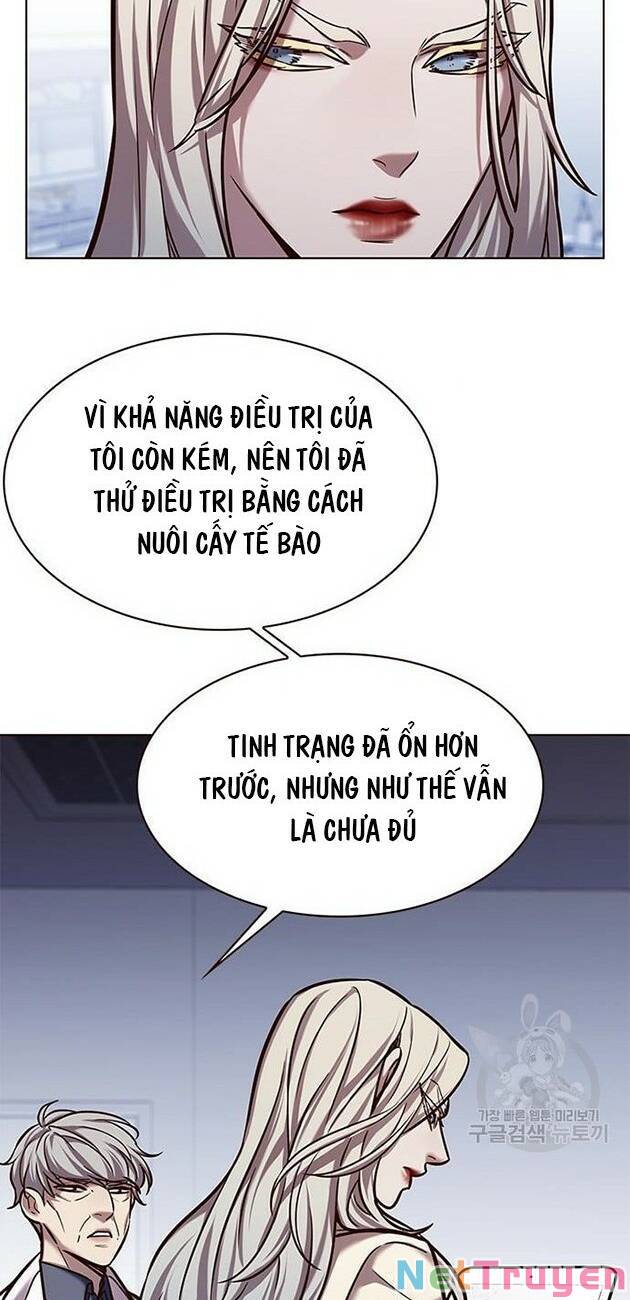 VÌ KHẢ NĂNG ĐIỀU TRỊ CỦA
TÔI CÒN KÉM, NÊN TÔI ĐÃ
THỬ ĐIỀU TRỊ BẰNG CÁCH
NUÔI CẤY TẾ BÀO
TINH TRẠNG ĐÃ ỔN HƠN
TRƯỚC, NHƯNG NHƯ THẾ VẪN
LÀ CHƯA ĐỦ
가장 빠른 웹툰 미리보기
구글검색 뉴토끼
NetTruyen